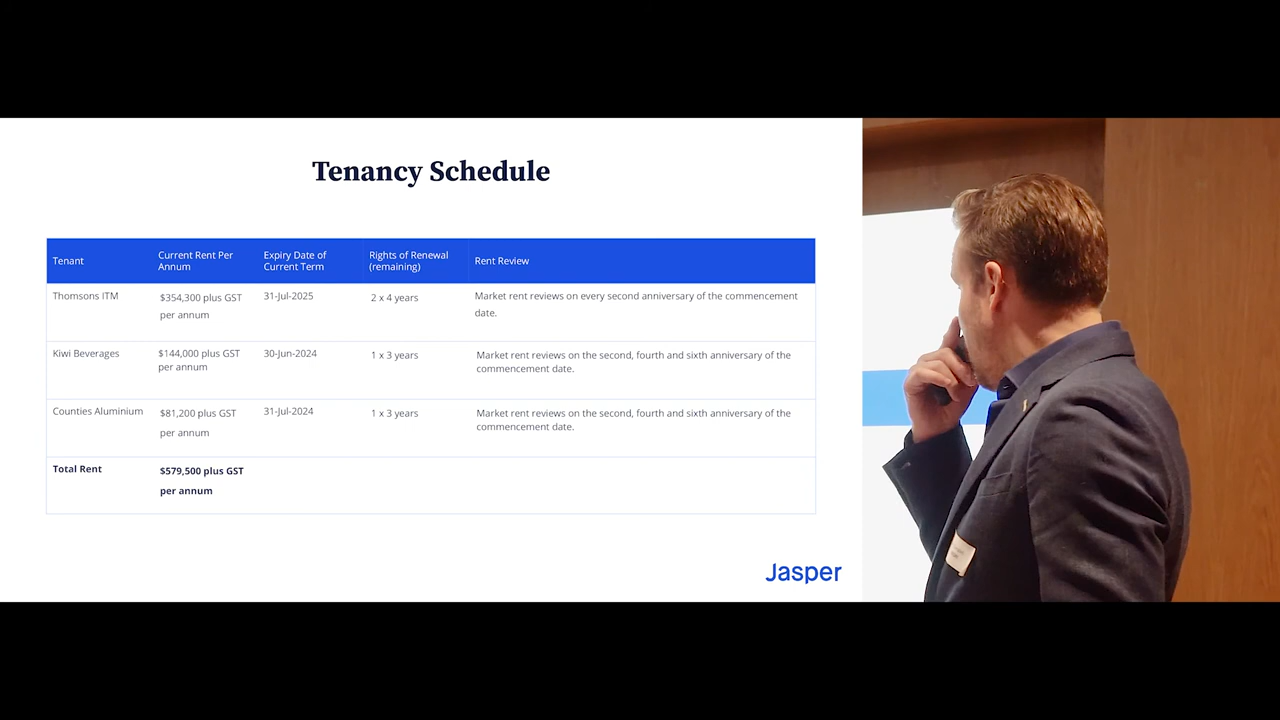 Tenancy Schedule
Tenant
Current Rent Per
Annum
Expiry Date of
Current Term
Rights of Renewal
(remaining)
Rent Review
Thomsons ITM
$354,300 plus GST
per annum
31-Jul-2025
2 x 4 years
Market rent reviews on every second anniversary of the commencement
date.
Kiwi Beverages
$144,000 plus GST
per annum
30-Jun-2024
1 x 3 years
Market rent reviews on the second, fourth and sixth anniversary of the
commencement date.
Counties Aluminium
$81,200 plus GST
per annum
31-Jul-2024
1 x 3 years
Market rent reviews on the second, fourth and sixth anniversary of the
commencement date.
Total Rent
$579,500 plus GST
per annum
Jasper